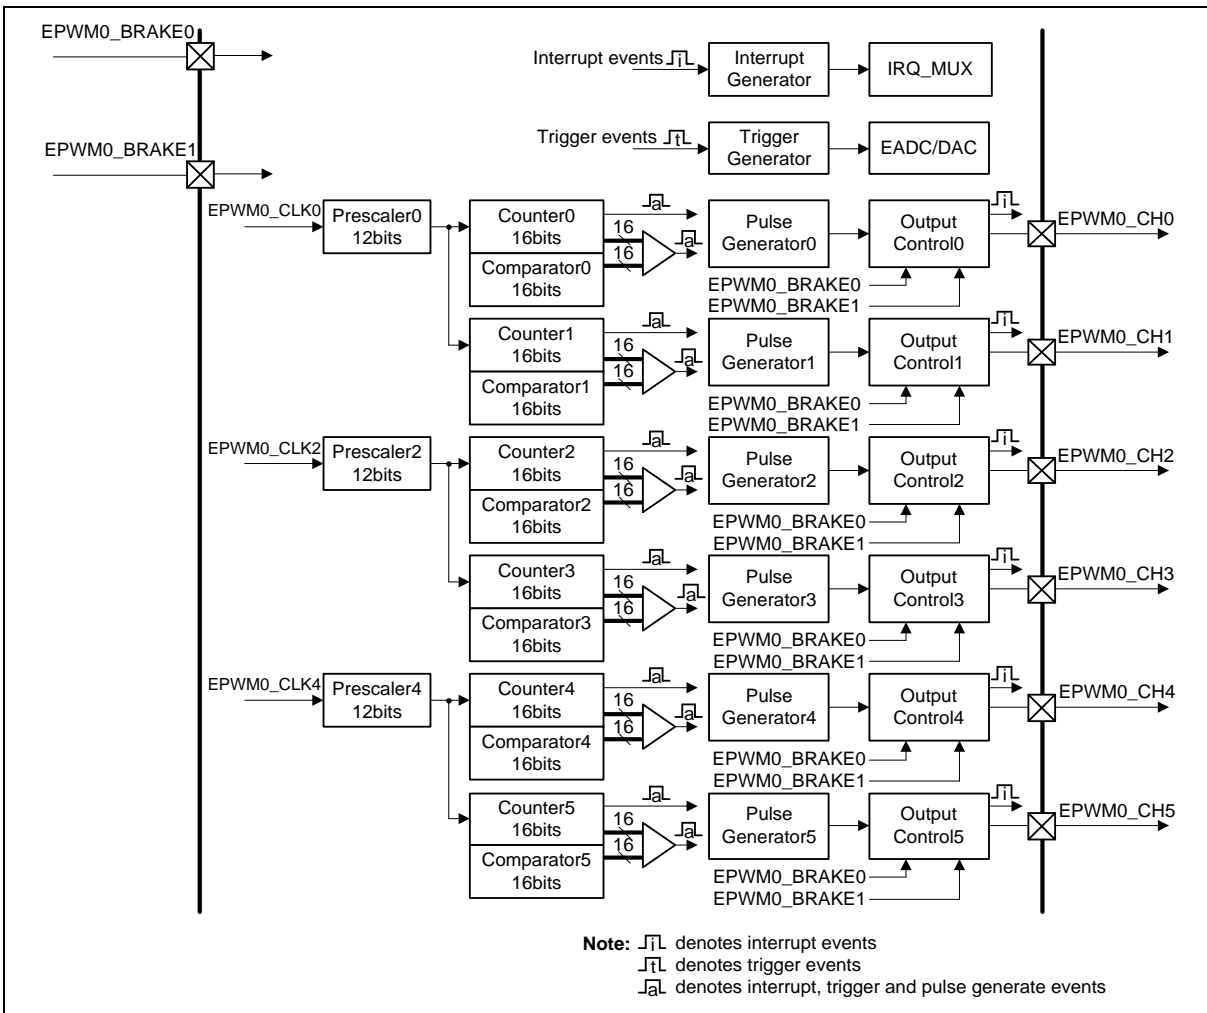 EPWM0_BRAKE0
Interrupt events i
Interrupt
Generator
IRQ_MUX
EPWM0_BRAKE1
Trigger events t
Trigger
Generator
EADC/DAC
EPWM0_CLK0
Prescaler0
12bits
Counter0
16bits
Comparator0
16bits
a
16
16
a
Pulse
Generator0
Output
Control0
i
EPWM0_CH0
EPWM0_BRAKE0
EPWM0_BRAKE1
Counter1
16bits
Comparator1
16bits
a
16
16
a
Pulse
Generator1
Output
Control1
i
EPWM0_CH1
EPWM0_BRAKE0
EPWM0_BRAKE1
EPWM0_CLK2
Prescaler2
12bits
Counter2
16bits
Comparator2
16bits
a
16
16
a
Pulse
Generator2
Output
Control2
i
EPWM0_CH2
EPWM0_BRAKE0
EPWM0_BRAKE1
Counter3
16bits
Comparator3
16bits
a
16
16
a
Pulse
Generator3
Output
Control3
i
EPWM0_CH3
EPWM0_BRAKE0
EPWM0_BRAKE1
EPWM0_CLK4
Prescaler4
12bits
Counter4
16bits
Comparator4
16bits
a
16
16
a
Pulse
Generator4
Output
Control4
i
EPWM0_CH4
EPWM0_BRAKE0
EPWM0_BRAKE1
Counter5
16bits
Comparator5
16bits
a
16
16
a
Pulse
Generator5
Output
Control5
i
EPWM0_CH5
EPWM0_BRAKE0
EPWM0_BRAKE1
Note: i denotes interrupt events
t denotes trigger events
a denotes interrupt, trigger and pulse generate events